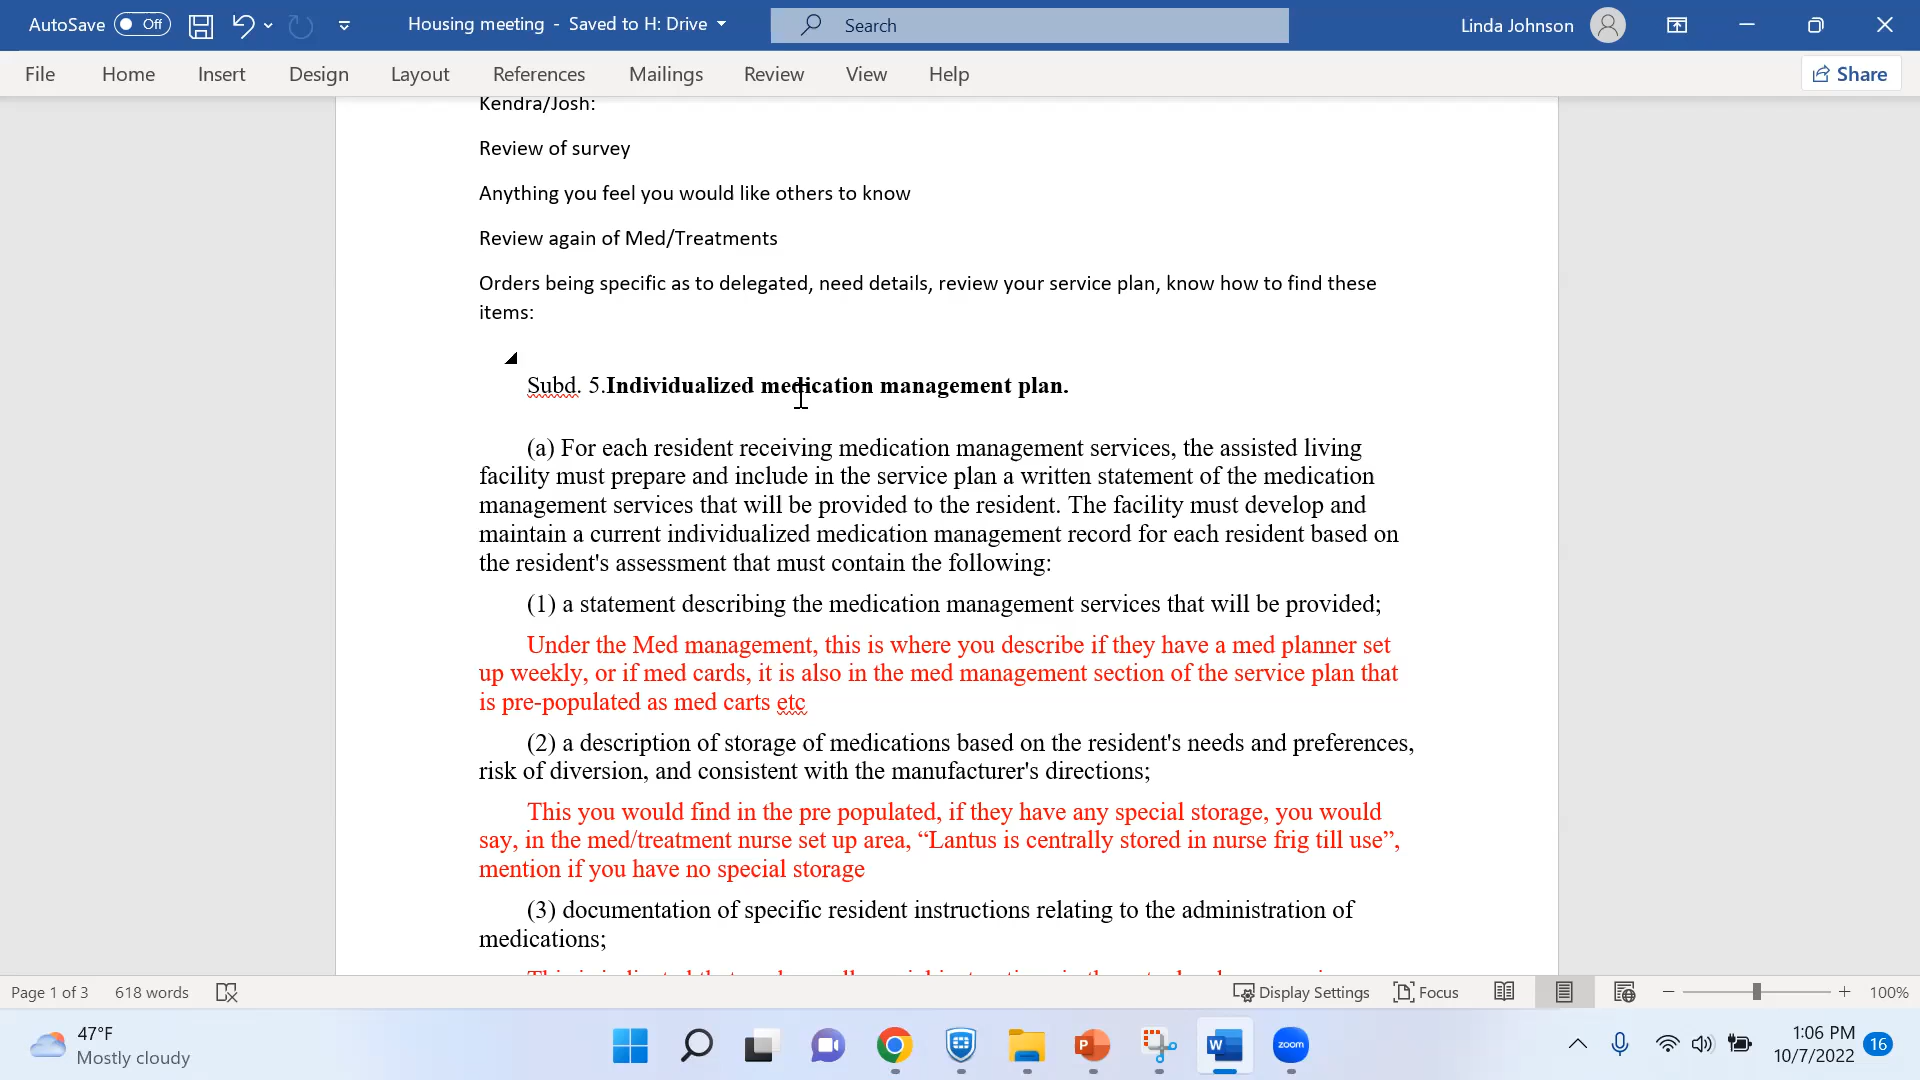 AutoSave Off Housing meeting - Saved to H: Drive Search Linda Johnson
File Home Insert Design Layout References Mailings Review View Help Share
Kendra/Josh:
Review of survey
Anything you feel you would like others to know
Review again of Med/Treatments
Orders being specific as to delegated, need details, review your service plan, know how to find these
items:
Subd. 5.Individualized medication management plan.
(a) For each resident receiving medication management services, the assisted living
facility must prepare and include in the service plan a written statement of the medication
management services that will be provided to the resident. The facility must develop and
maintain a current individualized medication management record for each resident based on
the resident's assessment that must contain the following:
(1) a statement describing the medication management services that will be provided;
Under the Med management, this is where you describe if they have a med planner set
up weekly, or if med cards, it is also in the med management section of the service plan that
is pre-populated as med carts etc
(2) a description of storage of medications based on the resident's needs and preferences,
risk of diversion, and consistent with the manufacturer's directions;
This you would find in the pre populated, if they have any special storage, you would
say, in the med/treatment nurse set up area, “Lantus is centrally stored in nurse frig till use”,
mention if you have no special storage
(3) documentation of specific resident instructions relating to the administration of
medications;
Page 1 of 3 618 words Display Settings Focus 100%
47°F
Mostly cloudy
zoom
1:06 PM
10/7/2022 16